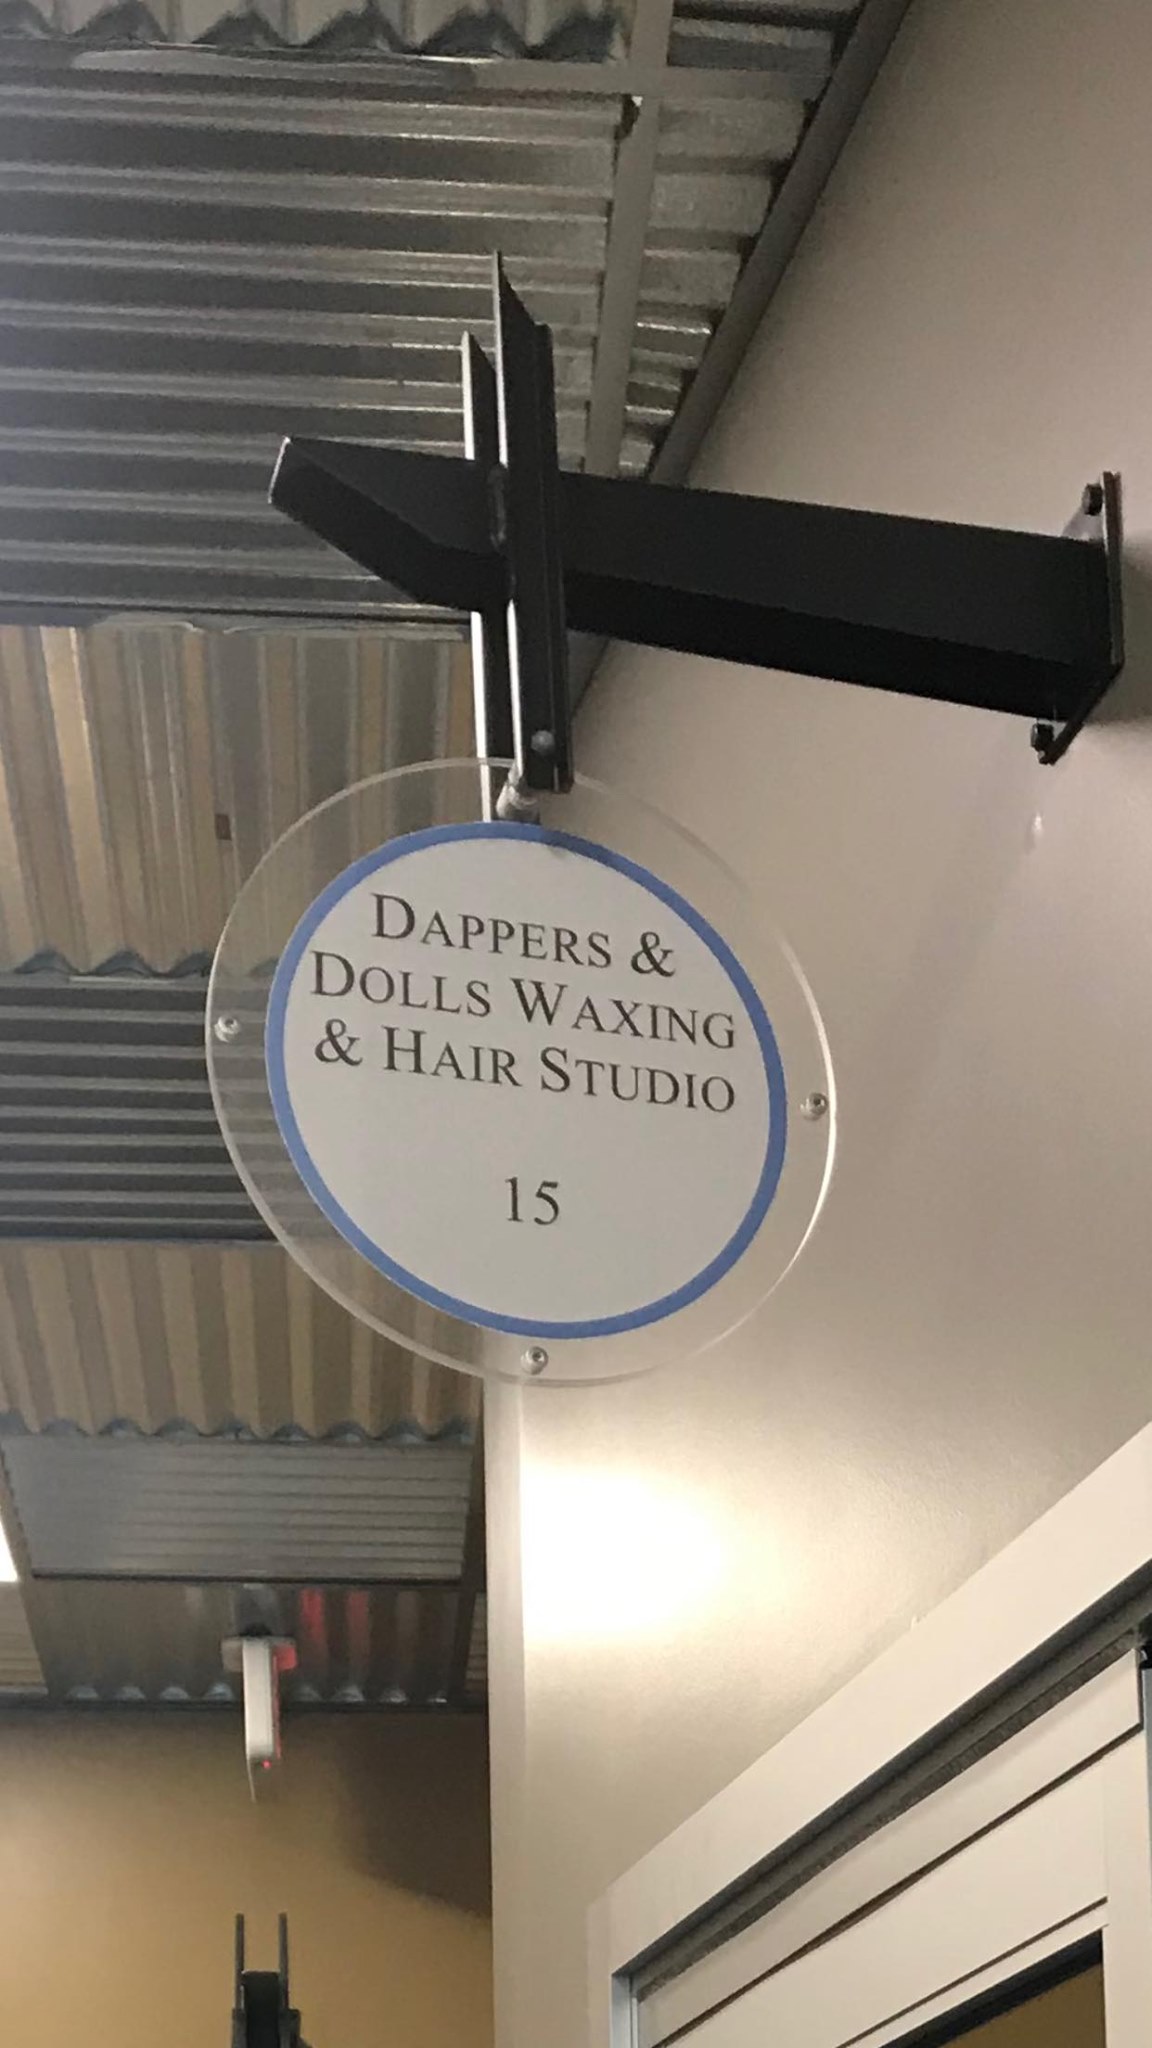 DAPPERS &
DOLLS WAXING
& HAIR STUDIO
15